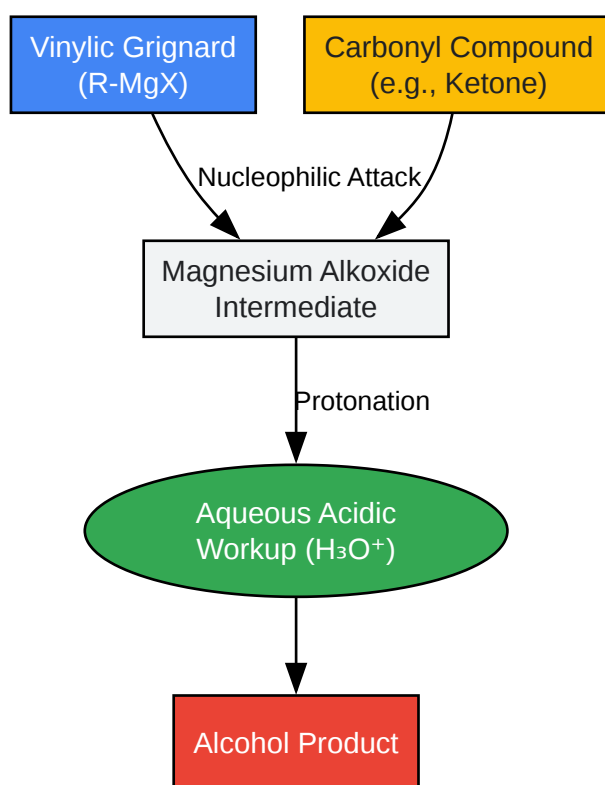 Vinylic Grignard
(R-MgX)
Carbonyl Compound
(e.g., Ketone)
Nucleophilic Attack
Magnesium Alkoxide
Intermediate
Protonation
Aqueous Acidic
Workup (H₃O⁺)
Alcohol Product